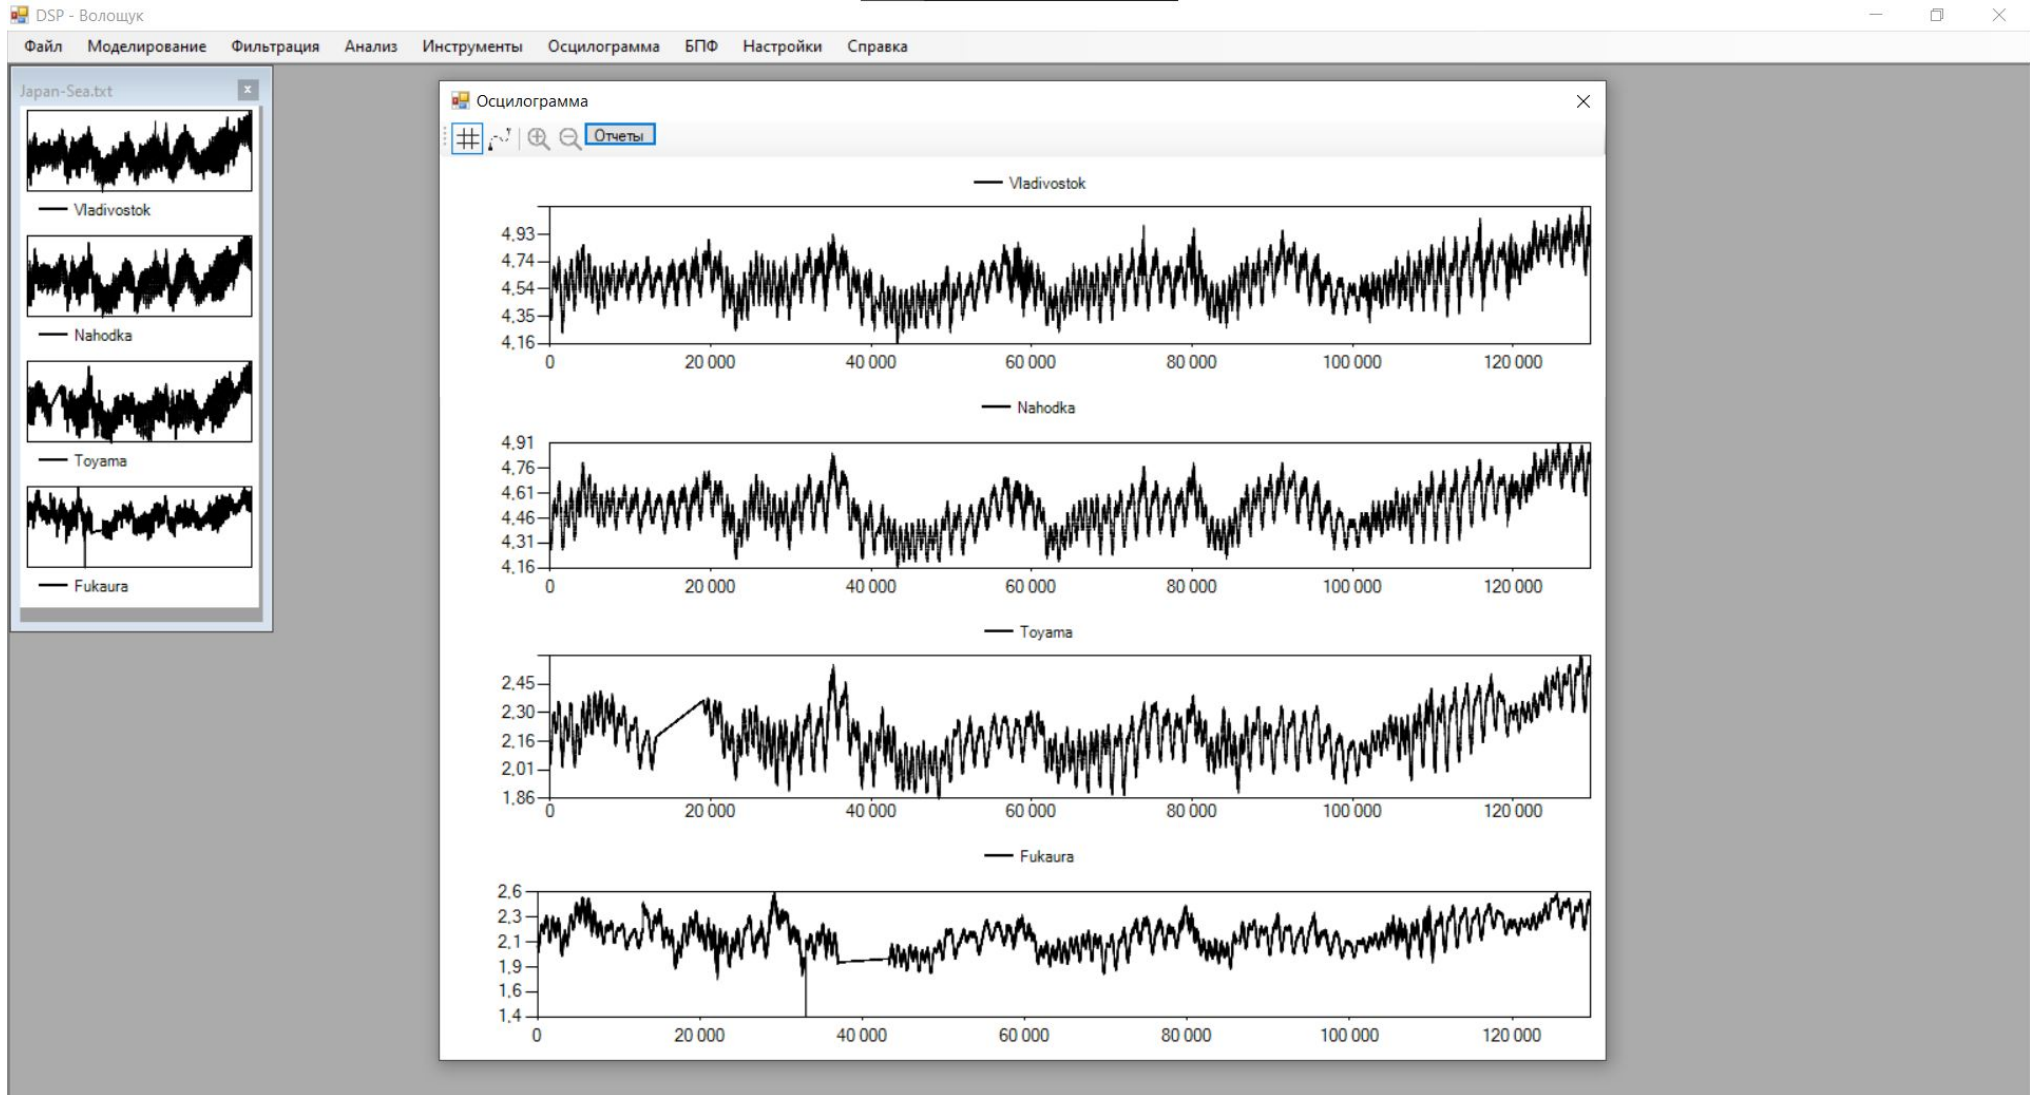 DSP - Волощук
Файл Моделирование Фильтрация Анализ Инструменты Осцилограмма БПФ Настройки Справка
Japan-Sea.txt
Vladivostok
Nahodka
Toyama
Fukaura
Осцилограмма
Отчеты
Vladivostok
4,93
4,74
4,54
4,35
4,16
0 20 000 40 000 60 000 80 000 100 000 120 000
Nahodka
4,91
4,76
4,61
4,46
4,31
4,16
0 20 000 40 000 60 000 80 000 100 000 120 000
Toyama
2,45
2,30
2,16
2,01
1,86
0 20 000 40 000 60 000 80 000 100 000 120 000
Fukaura
2,6
2,3
2,1
1,9
1,6
1,4
0 20 000 40 000 60 000 80 000 100 000 120 000